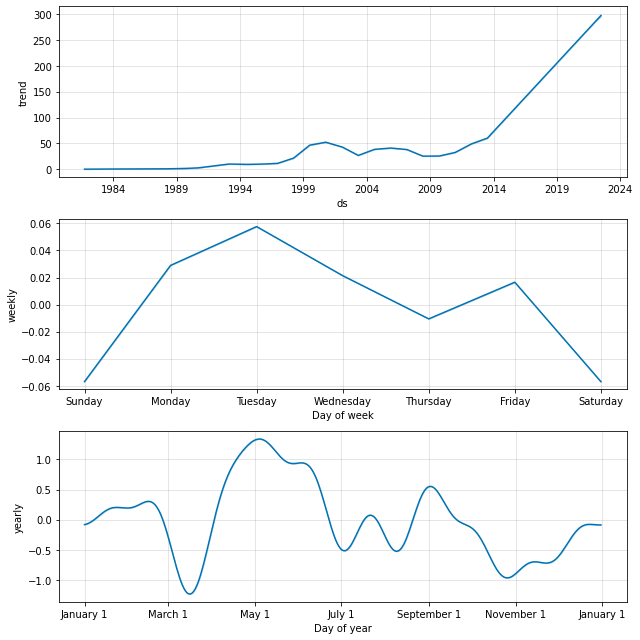 300
250
200
150
100
50
0
trend
1984 1989 1994 1999 2004 2009 2014 2019 2024
ds
0.06
0.04
0.02
0.00
−0.02
−0.04
−0.06
weekly
Sunday Monday Tuesday Wednesday Thursday Friday Saturday
Day of week
1.0
0.5
0.0
−0.5
−1.0
yearly
January 1 March 1 May 1 July 1 September 1 November 1 January 1
Day of year